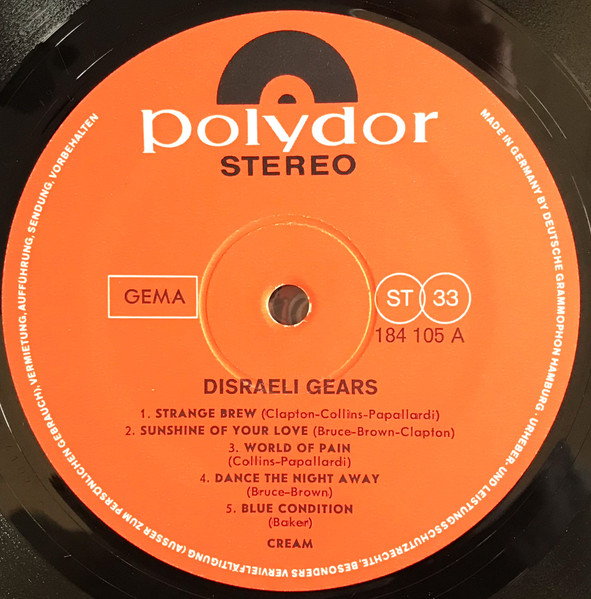 polydor
STEREO
MADE IN GERMANY BY DEUTSCHE GRAMMOPHON HAMBURG · URHEBER- UND LEISTUNGSSCHUTZRECHTE, BESONDERS VERVIELFÄLTIGUNG (AUSSER ZUM PERSÖNLICHEN GEBRAUCH), VERMIETUNG, AUFFÜHRUNG, SENDUNG, VORBEHALTEN
GEMA
ST 33
184 105 A
DISRAELI GEARS
1. STRANGE BREW (Clapton-Collins-Papallardi)
2. SUNSHINE OF YOUR LOVE (Bruce-Brown-Clapton)
3. WORLD OF PAIN
(Collins-Papallardi)
4. DANCE THE NIGHT AWAY
(Bruce-Brown)
5. BLUE CONDITION
(Baker)
CREAM